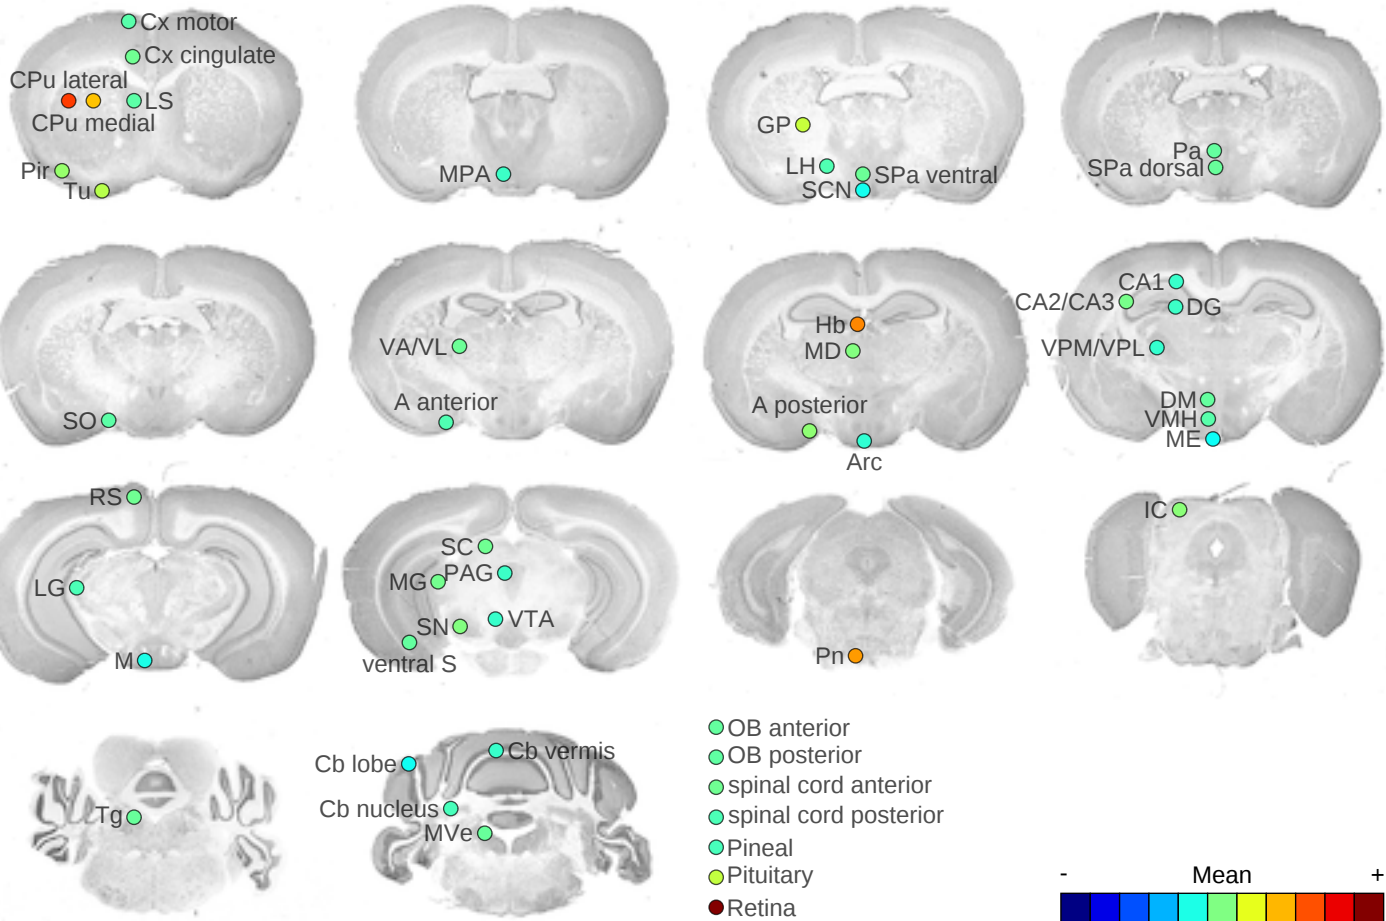 Cx motor
Cx cingulate
CPu lateral
LS
CPu medial
Pir
Tu
MPA
GP
LH
SPa ventral
SCN
Pa
SPa dorsal
SO
VA/VL
A anterior
Hb
MD
A posterior
Arc
CA1
CA2/CA3
DG
VPM/VPL
DM
VMH
ME
RS
LG
M
SC
MG
PAG
SN
VTA
ventral S
Pn
IC
Tg
Cb lobe
Cb vermis
Cb nucleus
MVe
OB anterior
OB posterior
spinal cord anterior
spinal cord posterior
Pineal
Pituitary
Retina
- Mean +